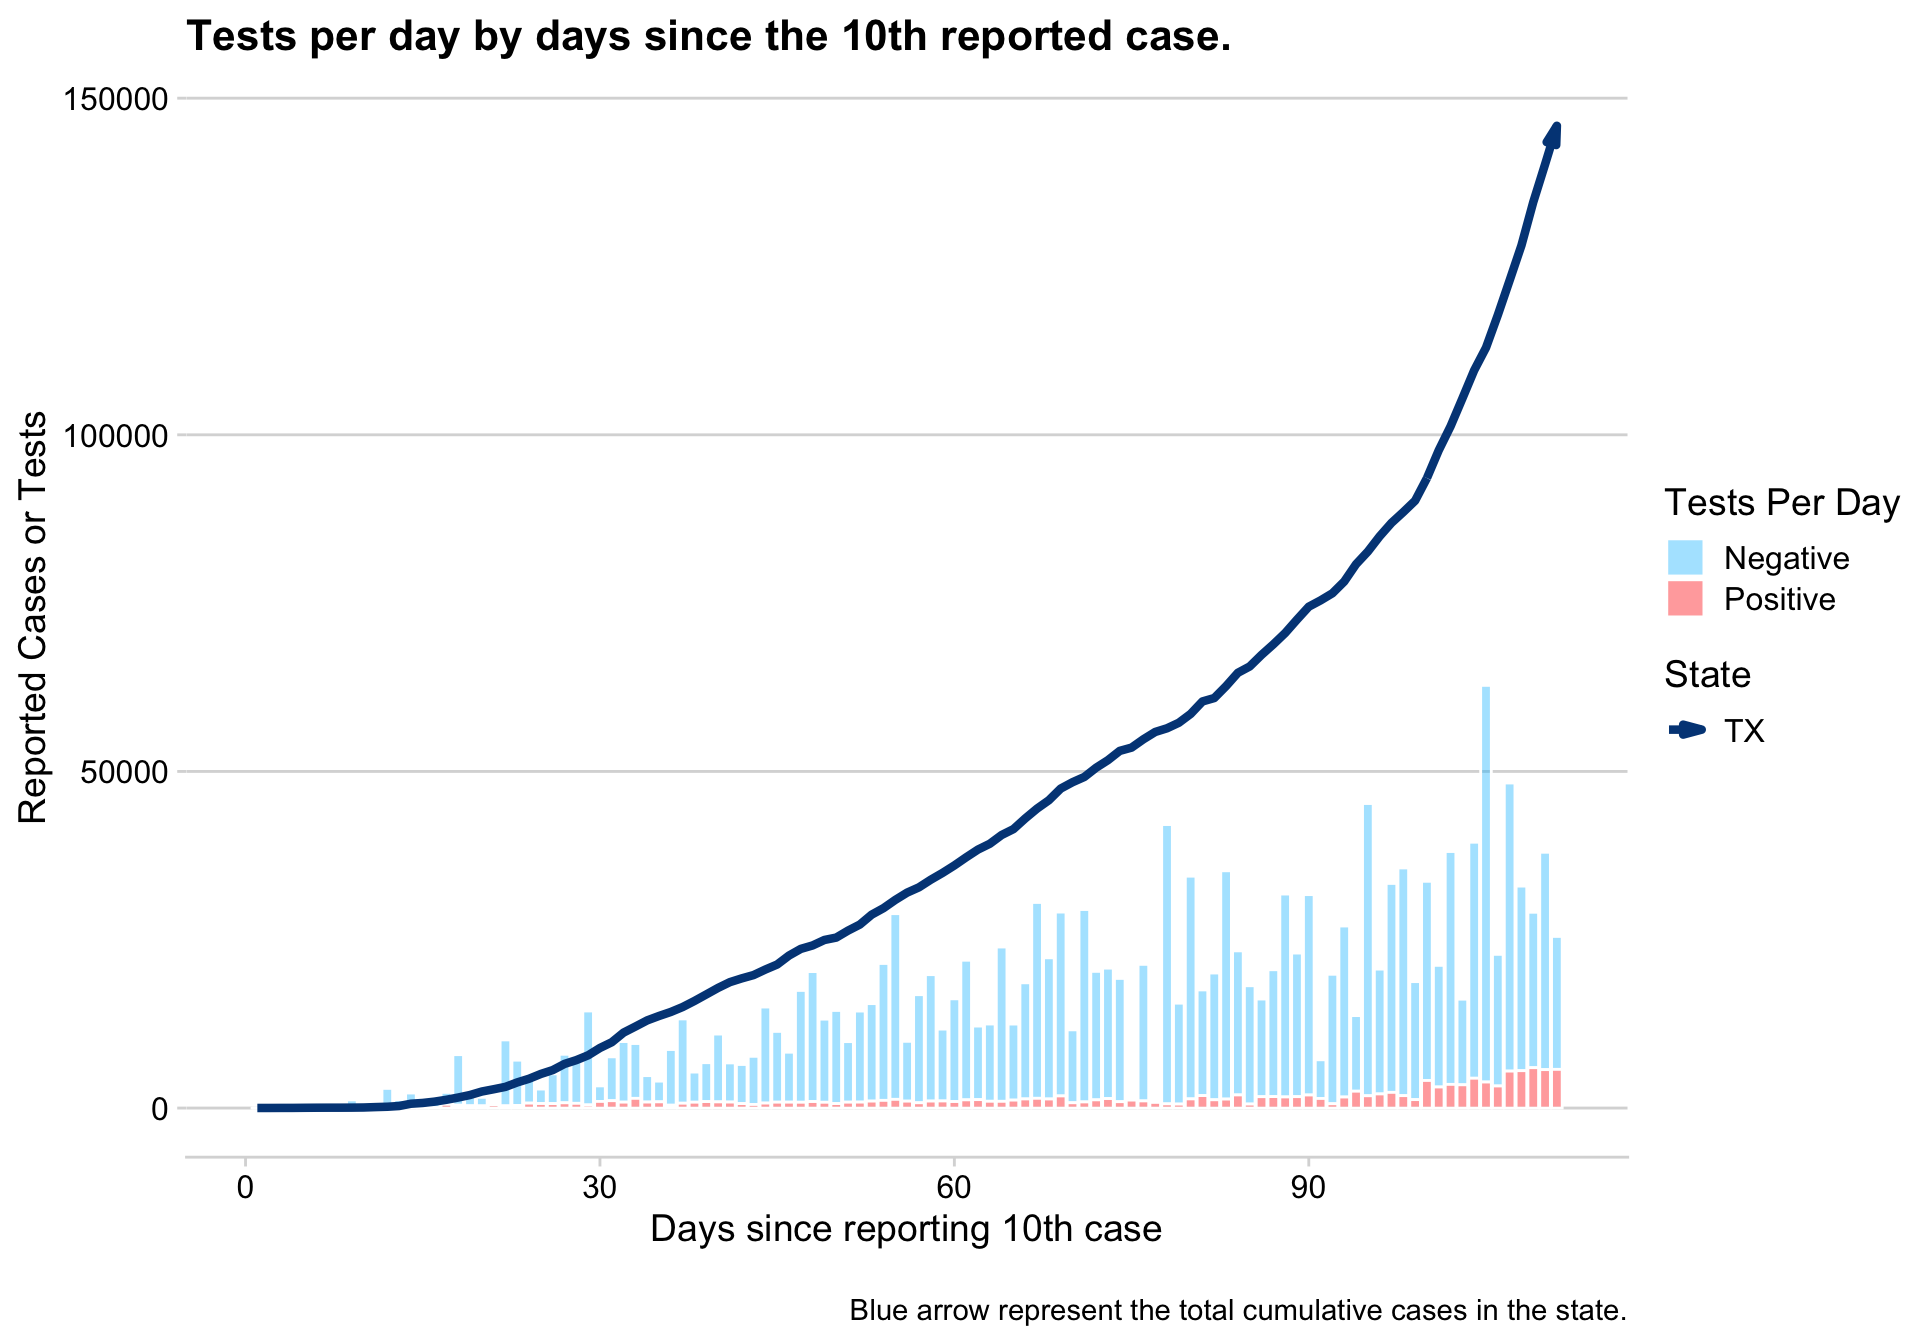 Tests per day by days since the 10th reported case.
150000
100000
50000
0
Reported Cases or Tests
0 30 60 90
Days since reporting 10th case
Tests Per Day
Negative
Positive
State
TX
Blue arrow represent the total cumulative cases in the state.